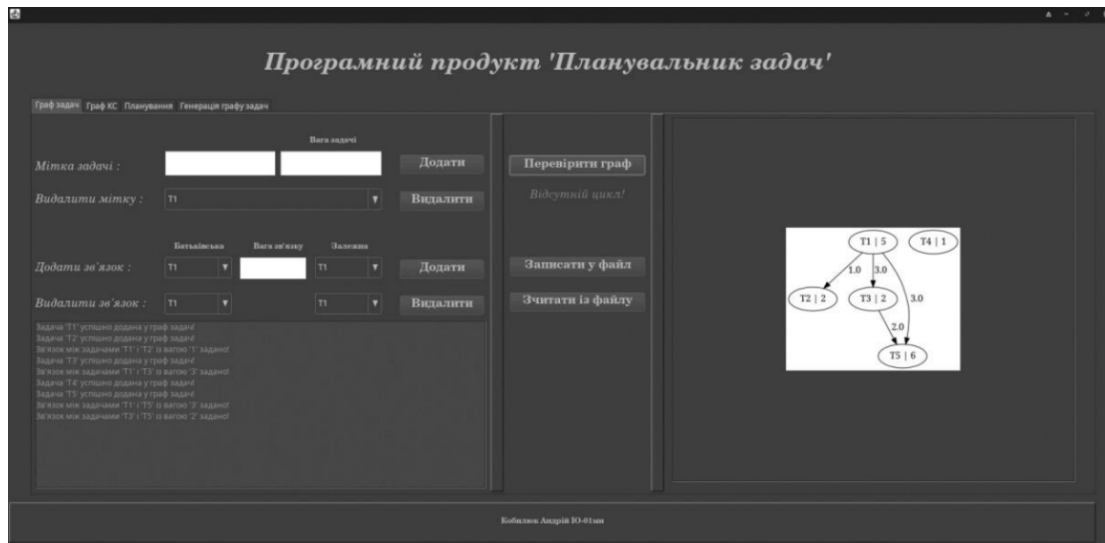 Програмний продукт 'Планувальник задач'
Граф задач Граф КС Планування Генерація графу задач
Вага задачі
Мітка задачі :
Додати
Видалити мітку :
T1
Видалити
Батьківська Вага зв'язку Залежна
Додати зв'язок :
T1
T1
Додати
Видалити зв'язок :
T1
T1
Видалити
Задача 'T1' успішно додана у граф задач!
Задача 'T2' успішно додана у граф задач!
Зв'язок між задачами 'T1' і 'T2' із вагою '1' задано!
Задача 'T3' успішно додана у граф задач!
Зв'язок між задачами 'T1' і 'T3' із вагою '3' задано!
Задача 'T4' успішно додана у граф задач!
Задача 'T5' успішно додана у граф задач!
Зв'язок між задачами 'T1' і 'T5' із вагою '3' задано!
Зв'язок між задачами 'T3' і 'T5' із вагою '2' задано!
Перевірити граф
Відсутній цикл!
Записати у файл
Зчитати із файлу
T1 | 5
T4 | 1
1.0
3.0
T2 | 2
T3 | 2
3.0
2.0
T5 | 6
Кобилюк Андрій ІО-01мн